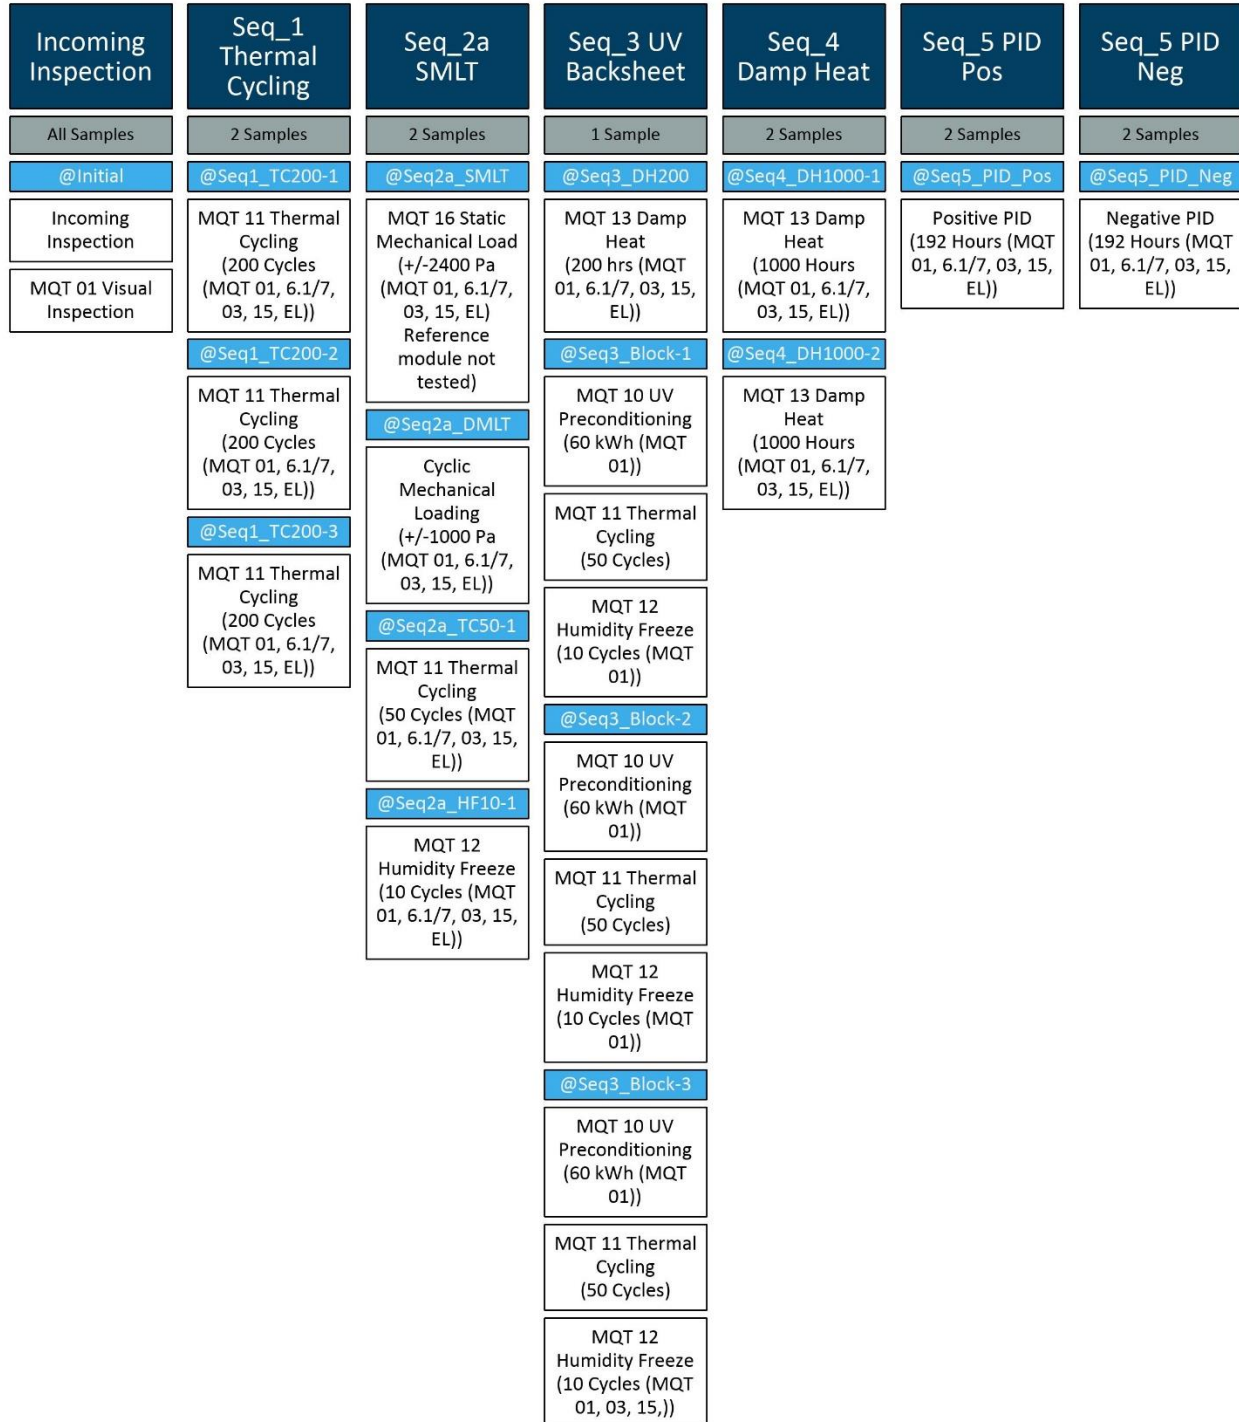 Incoming
Inspection
All Samples
@Initial
Incoming
Inspection
MQT 01 Visual
Inspection
Seq_1
Thermal
Cycling
2 Samples
@Seq1_TC200-1
MQT 11 Thermal
Cycling
(200 Cycles
(MQT 01, 6.1/7,
03, 15, EL))
@Seq1_TC200-2
MQT 11 Thermal
Cycling
(200 Cycles
(MQT 01, 6.1/7,
03, 15, EL))
@Seq1_TC200-3
MQT 11 Thermal
Cycling
(200 Cycles
(MQT 01, 6.1/7,
03, 15, EL))
Seq_2a
SMLT
2 Samples
@Seq2a_SMLT
MQT 16 Static
Mechanical Load
(+/-2400 Pa
(MQT 01, 6.1/7,
03, 15, EL)
Reference
module not
tested)
@Seq2a_DMLT
Cyclic
Mechanical
Loading
(+/-1000 Pa
(MQT 01, 6.1/7,
03, 15, EL))
@Seq2a_TC50-1
MQT 11 Thermal
Cycling
(50 Cycles (MQT
01, 6.1/7, 03, 15,
EL))
@Seq2a_HF10-1
MQT 12
Humidity Freeze
(10 Cycles (MQT
01, 6.1/7, 03, 15,
EL))
Seq_3 UV
Backsheet
1 Sample
@Seq3_DH200
MQT 13 Damp
Heat
(200 hrs (MQT
01, 6.1/7, 03, 15,
EL))
@Seq3_Block-1
MQT 10 UV
Preconditioning
(60 kWh (MQT
01))
MQT 11 Thermal
Cycling
(50 Cycles)
MQT 12
Humidity Freeze
(10 Cycles (MQT
01))
@Seq3_Block-2
MQT 10 UV
Preconditioning
(60 kWh (MQT
01))
MQT 11 Thermal
Cycling
(50 Cycles)
MQT 12
Humidity Freeze
(10 Cycles (MQT
01))
@Seq3_Block-3
MQT 10 UV
Preconditioning
(60 kWh (MQT
01))
MQT 11 Thermal
Cycling
(50 Cycles)
MQT 12
Humidity Freeze
(10 Cycles (MQT
01, 03, 15,))
Seq_4
Damp Heat
2 Samples
@Seq4_DH1000-1
MQT 13 Damp
Heat
(1000 Hours
(MQT 01, 6.1/7,
03, 15, EL))
@Seq4_DH1000-2
MQT 13 Damp
Heat
(1000 Hours
(MQT 01, 6.1/7,
03, 15, EL))
Seq_5 PID
Pos
2 Samples
@Seq5_PID_Pos
Positive PID
(192 Hours (MQT
01, 6.1/7, 03, 15,
EL))
Seq_5 PID
Neg
2 Samples
@Seq5_PID_Neg
Negative PID
(192 Hours (MQT
01, 6.1/7, 03, 15,
EL))